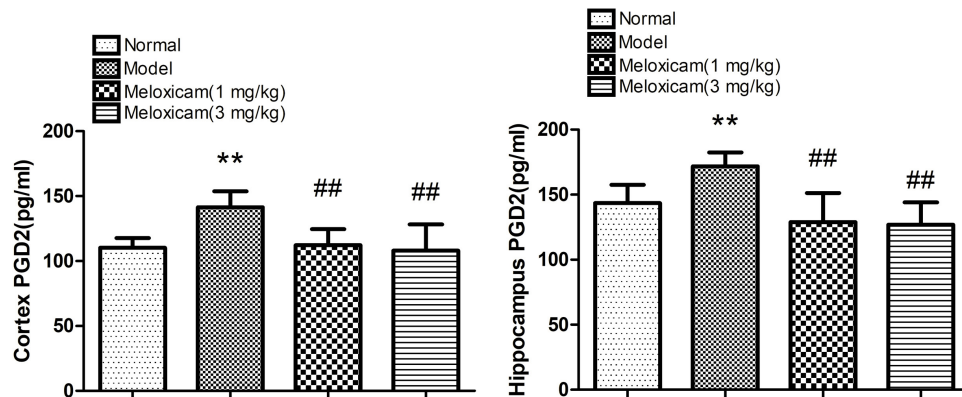 Normal
Model
Meloxicam(1 mg/kg)
Meloxicam(3 mg/kg)
Cortex PGD2(pg/ml)
200
150
100
50
0
**
##
##
Normal
Model
Meloxicam(1 mg/kg)
Meloxicam(3 mg/kg)
Hippocampus PGD2(pg/ml)
200
150
100
50
0
**
##
##